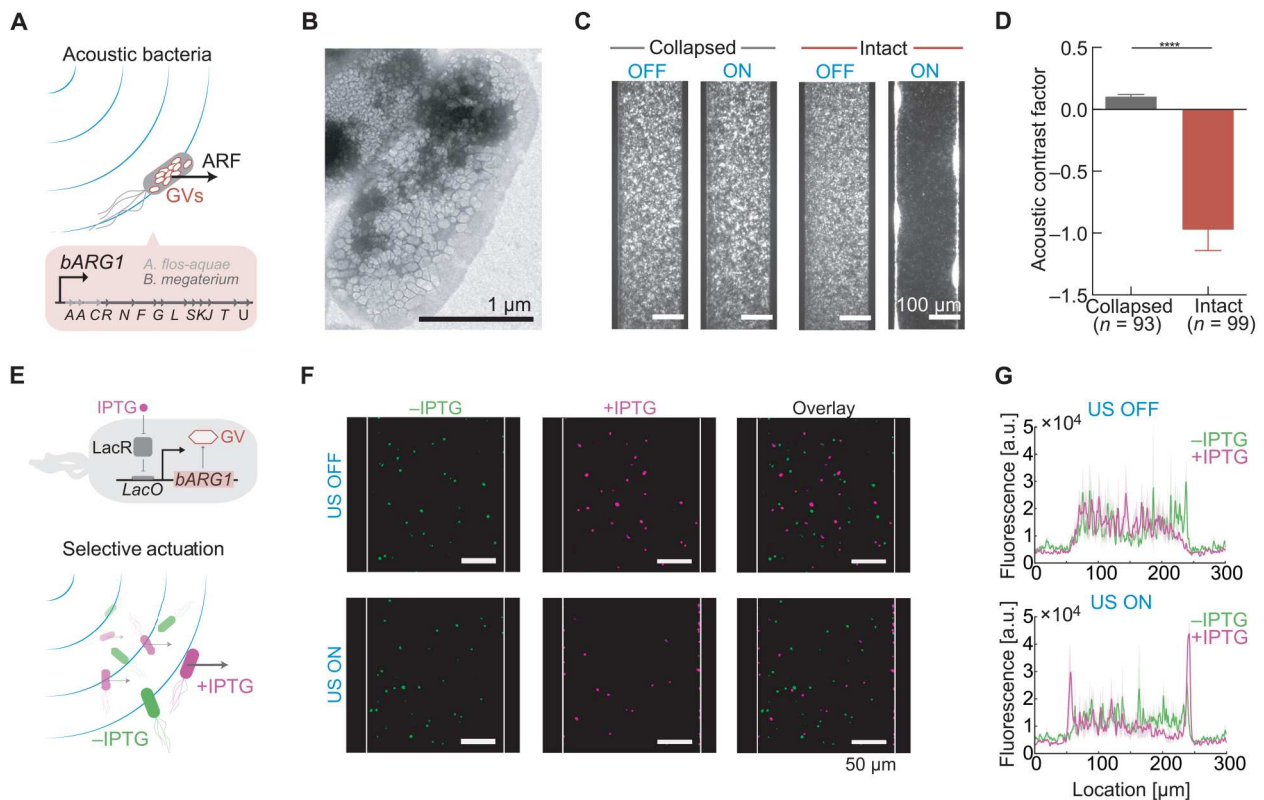 A
Acoustic bacteria
ARF
GVs
bARG1
A. flos-aquae
B. megaterium
A A C R N F G L S K J T U
B
1 µm
C
Collapsed
Intact
OFF
ON
OFF
ON
100 µm
D
Acoustic contrast factor
0.5
0.0
−0.5
−1.0
−1.5
****
Collapsed
(n = 93)
Intact
(n = 99)
E
IPTG
LacR
GV
LacO
bARG1
Selective actuation
+IPTG
–IPTG
F
–IPTG
+IPTG
Overlay
US OFF
US ON
50 µm
G
US OFF
Fluorescence [a.u.]
5
×10⁴
4
3
2
1
0
–IPTG
+IPTG
0
100
200
300
US ON
Fluorescence [a.u.]
5
×10⁴
4
3
2
1
0
–IPTG
+IPTG
0
100
200
300
Location [µm]